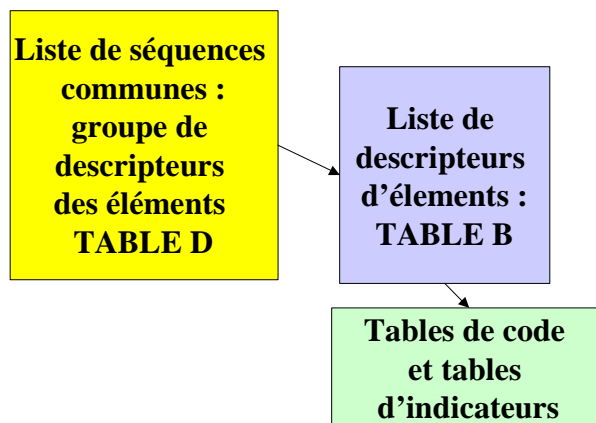 Liste de séquences
communes :
groupe de
descripteurs
des éléments
TABLE D
Liste de
descripteurs
d’élements :
TABLE B
Tables de code
et tables
d’indicateurs